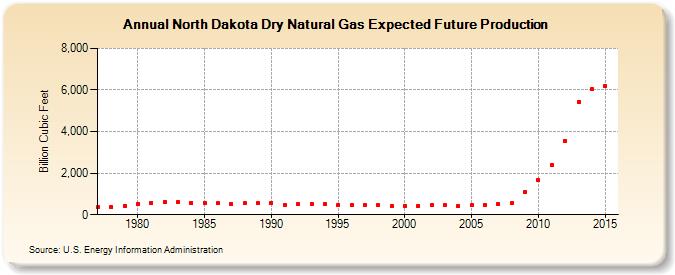 Annual North Dakota Dry Natural Gas Expected Future Production
Billion Cubic Feet
8,000
6,000
4,000
2,000
0
1980 1985 1990 1995 2000 2005 2010 2015
Source: U.S. Energy Information Administration